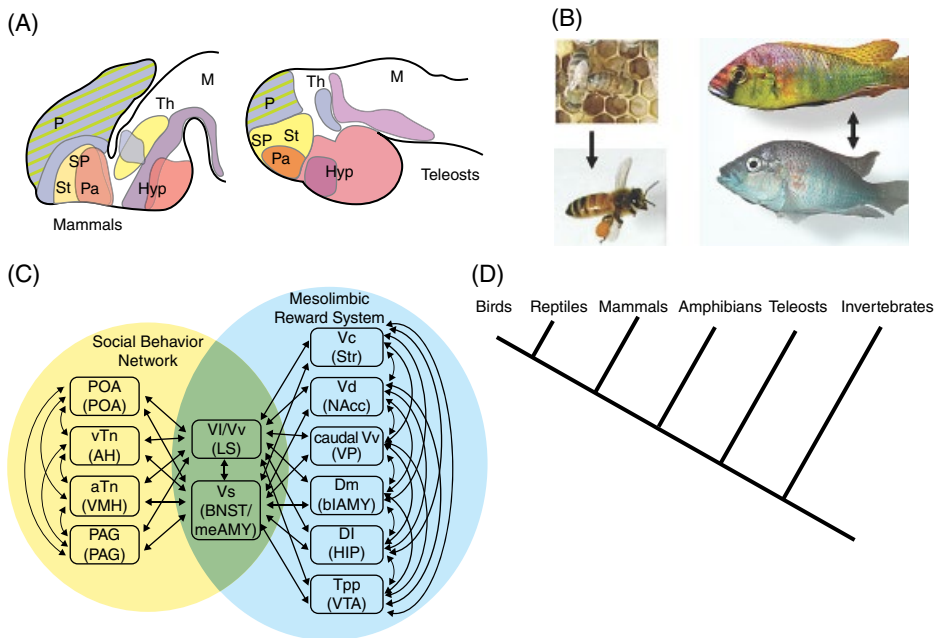 (A)
P
SP
St
Pa
Th
M
Hyp
Mammals
P
SP
St
Pa
Th
M
Hyp
Teleosts
(B)
(C)
Social Behavior
Network
Mesolimbic
Reward System
POA
(POA)
vTn
(AH)
aTn
(VMH)
PAG
(PAG)
Vl/Vv
(LS)
Vs
(BNST/
meAMY)
Vc
(Str)
Vd
(NAcc)
caudal Vv
(VP)
Dm
(blAMY)
Dl
(HIP)
Tpp
(VTA)
(D)
Birds Reptiles Mammals Amphibians Teleosts Invertebrates